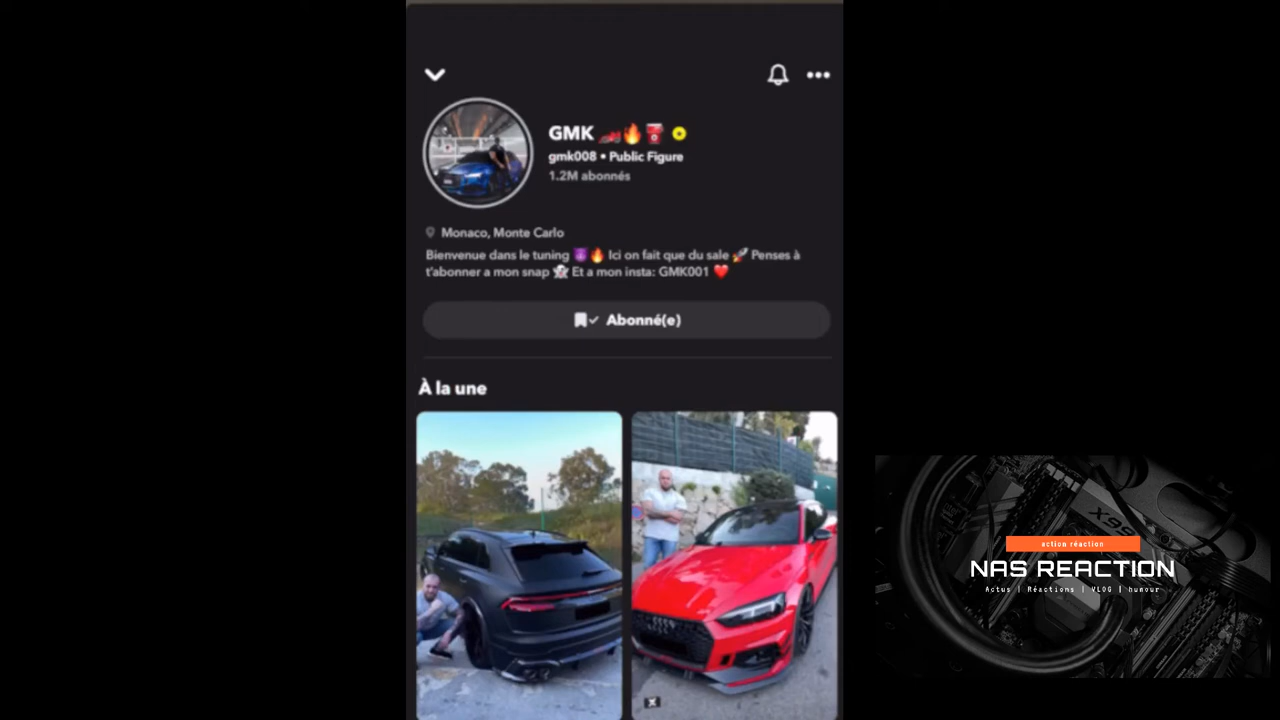 GMK 🏎️🔥⛽
gmk008 • Public Figure
1.2M abonnés
Monaco, Monte Carlo
Bienvenue dans le tuning 😈🔥 Ici on fait que du sale 🚀 Penses à
t'abonner a mon snap 👻 Et a mon insta: GMK001 ❤️
Abonné(e)
À la une
X99
action réaction
NAS REACTION
Actus | Réactions | VLOG | humour